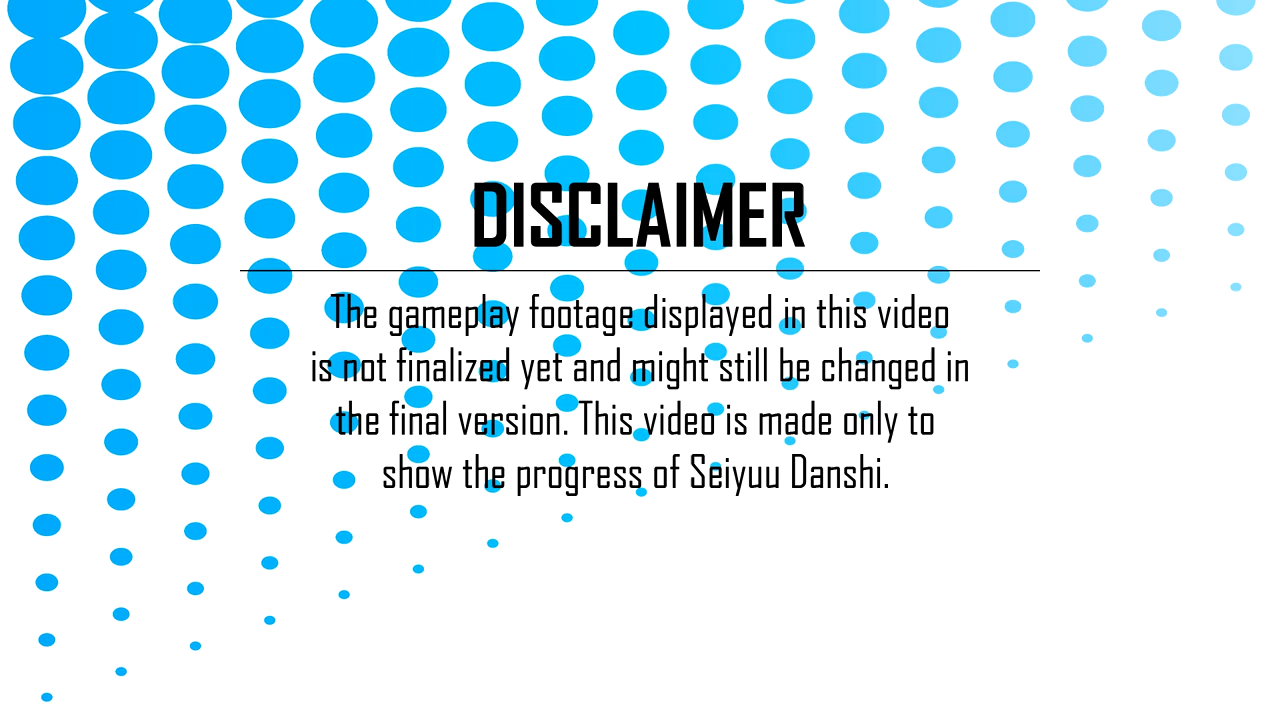 DISCLAIMER
The gameplay footage displayed in this video
is not finalized yet and might still be changed in
the final version. This video is made only to
show the progress of Seiyuu Danshi.